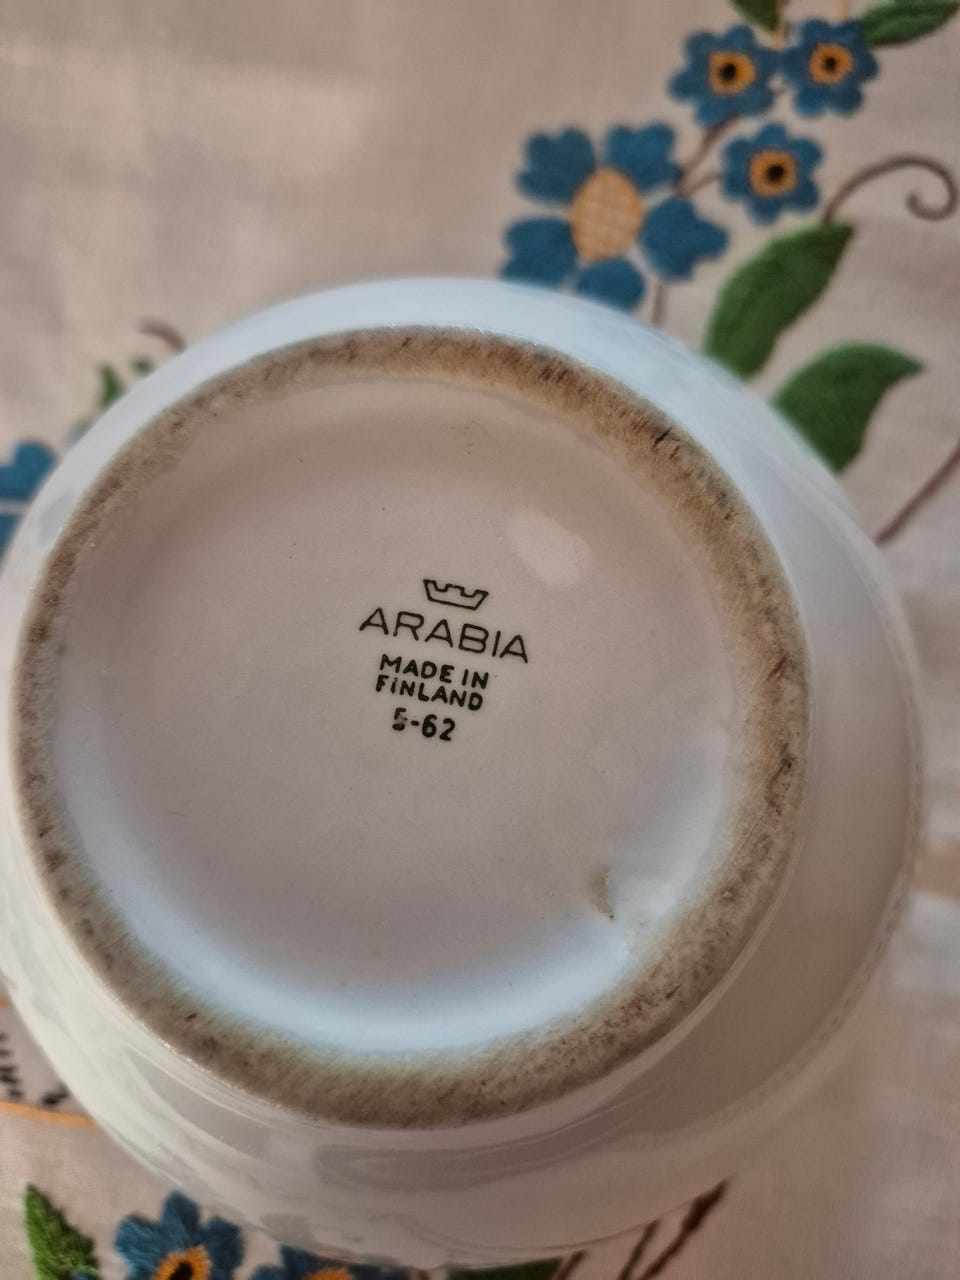 ARABIA
MADE IN
FINLAND
5-62